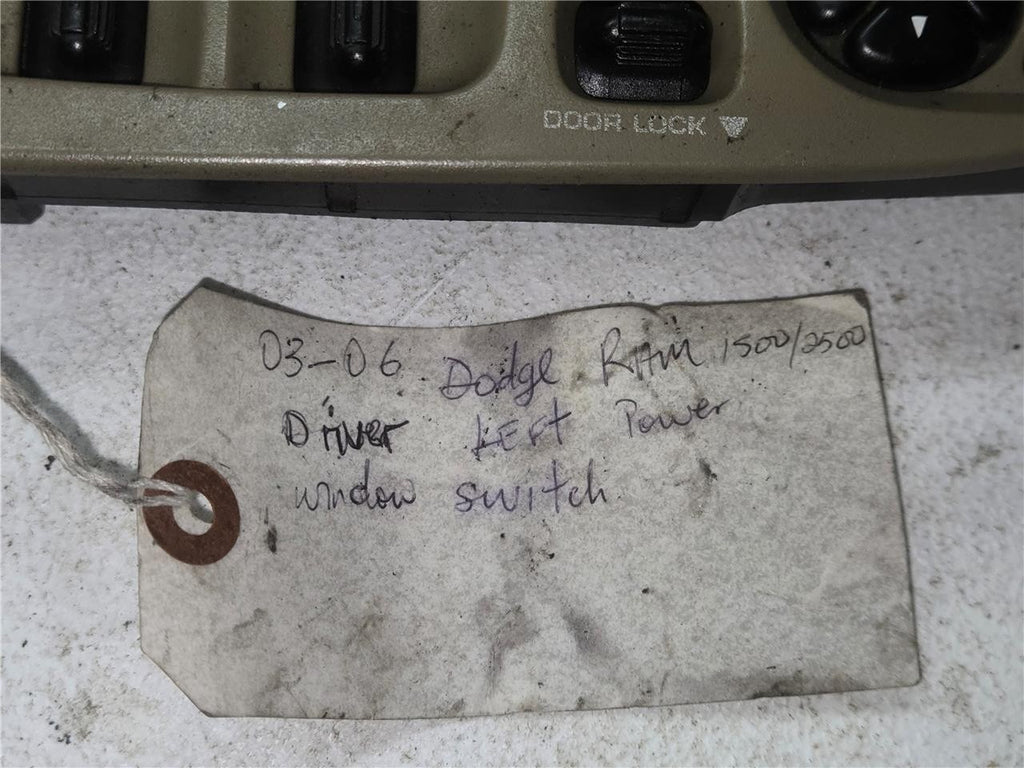 DOOR LOCK
03-06 Dodge RAM 1500/2500
Driver LEFT Power
window switch